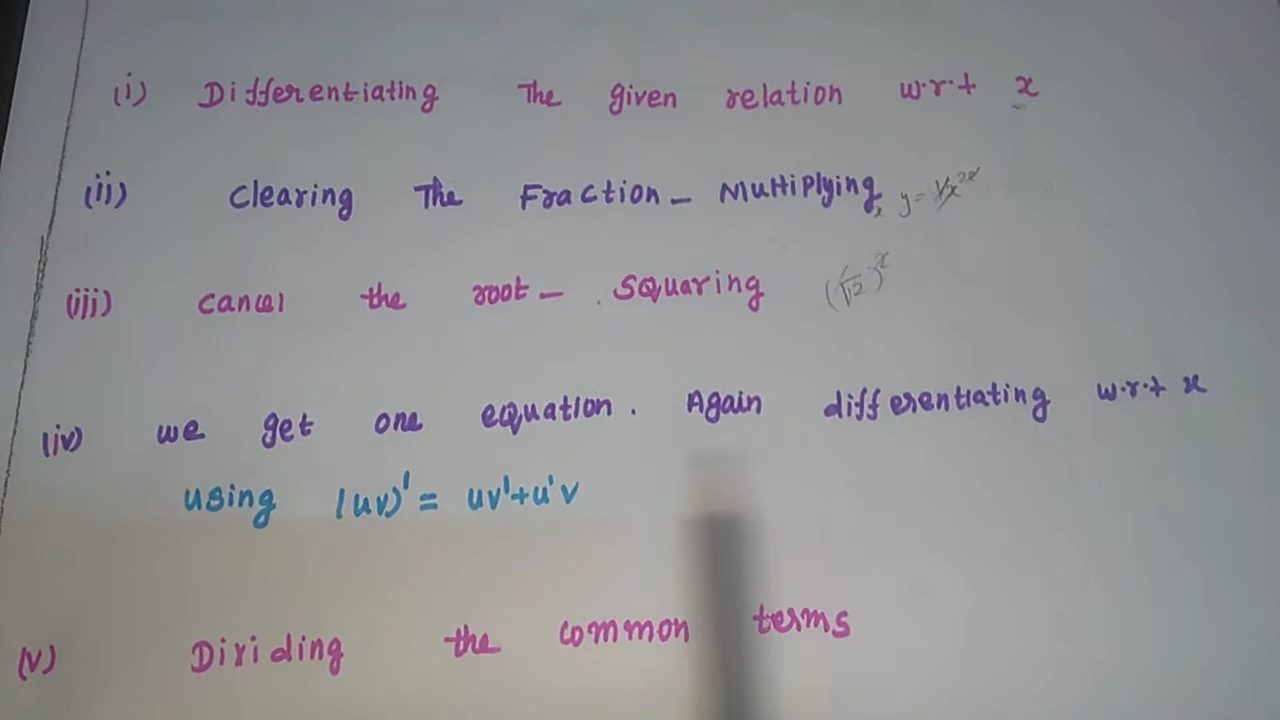 (i) Differentiating The given relation w.r.t x
(ii) Clearing The Fraction - Multiplying, y =
(iii) Cancel the root - Squaring
(iv) we get one equation. Again differentiating w.r.t x
using (uv)' = uv'+u'v
(v) Dividing the common terms